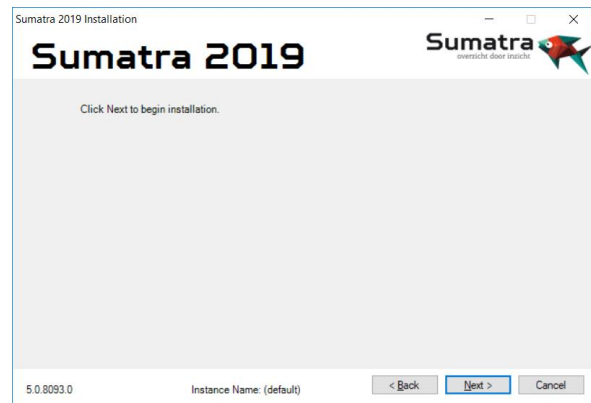 Sumatra 2019 Installation
Sumatra 2019
Sumatra
overzicht door inzicht
Click Next to begin installation.
5.0.8093.0
Instance Name: (default)
< Back
Next >
Cancel